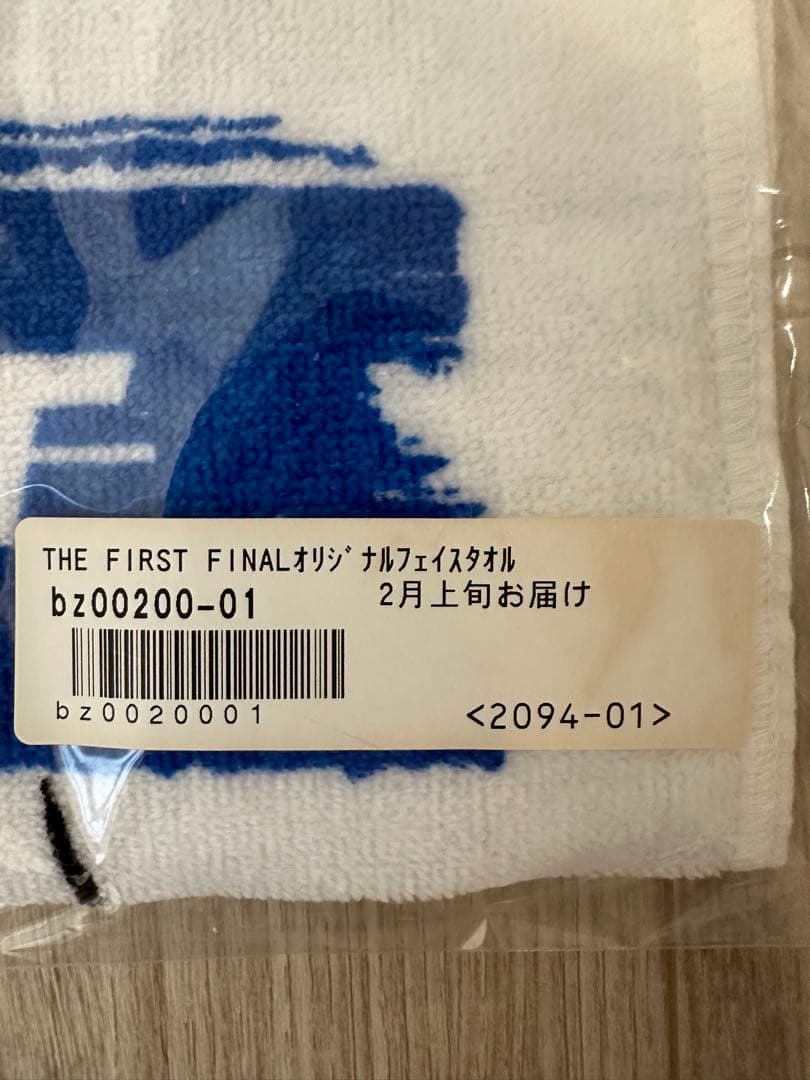 THE FIRST FINALｵﾘｼﾞﾅﾙﾌｪｲｽﾀｵﾙ
bz00200-01
2月上旬お届け
bz0020001
<2094-01>